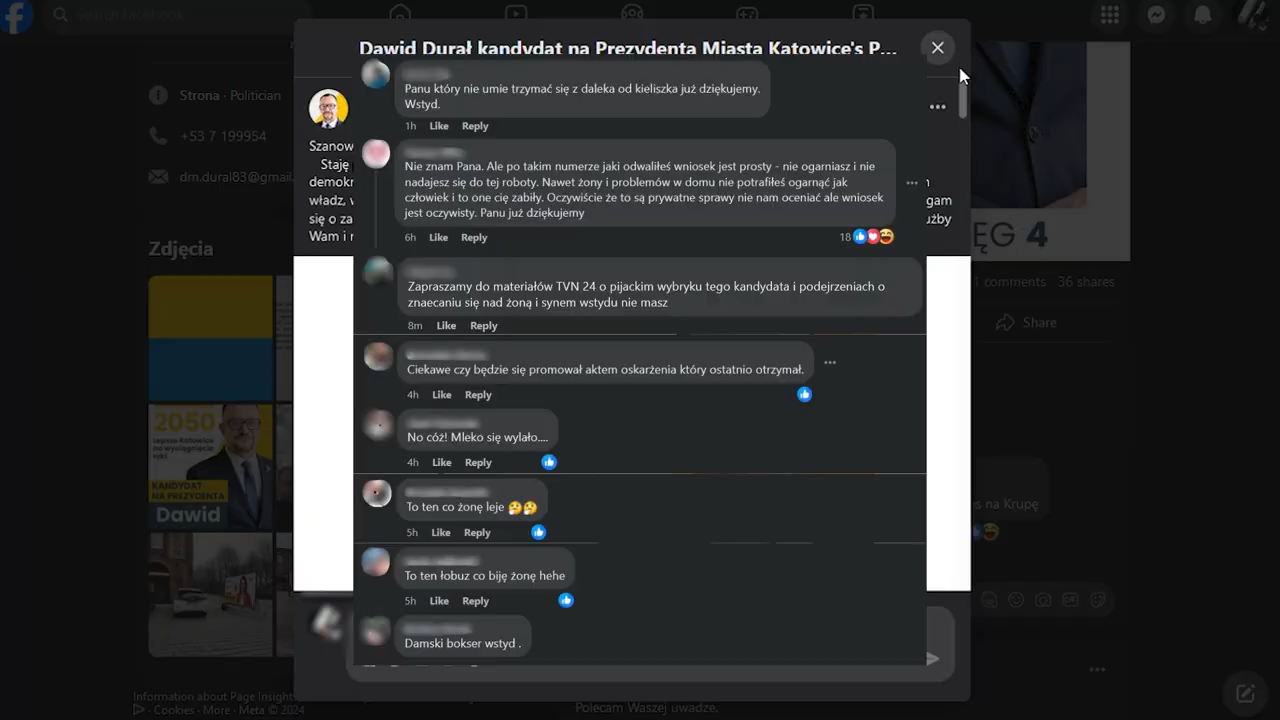 Search Facebook
Dawid Durał kandydat na Prezydenta Miasta Katowice's P...
Strona · Politician
+53 7 199954
dm.dural83@gmail.
Zdjęcia
2050
KANDYDAT
NA PREZYDENTA
Dawid
Information about Page Insights
Cookies · More · Meta © 2024
Szanow
Staję
demokr
władz, w
się o za
Wam i r
Panu który nie umie trzymać się z daleka od kieliszka już dziękujemy.
Wstyd.
1h Like Reply
Nie znam Pana. Ale po takim numerze jaki odwaliłeś wniosek jest prosty - nie ogarniasz i nie
nadajesz się do tej roboty. Nawet żony i problemów w domu nie potrafiłeś ogarnąć jak
człowiek i to one cię zabiły. Oczywiście że to są prywatne sprawy nie nam oceniać ale wniosek
jest oczywisty. Panu już dziękujemy
6h Like Reply 18
Zapraszamy do materiałów TVN 24 o pijackim wybryku tego kandydata i podejrzeniach o
znaecaniu się nad żoną i synem wstydu nie masz
8m Like Reply
Ciekawe czy będzie się promował aktem oskarżenia który ostatnio otrzymał.
4h Like Reply
No cóż! Mleko się wylało....
4h Like Reply
To ten co żonę leje 🤔🤔
5h Like Reply
To ten łobuz co biję żonę hehe
5h Like Reply
Damski bokser wstyd .
gam
użby
ĘG 4
comments 36 shares
Share
s na Krupę
Polecam Waszej uwadze.